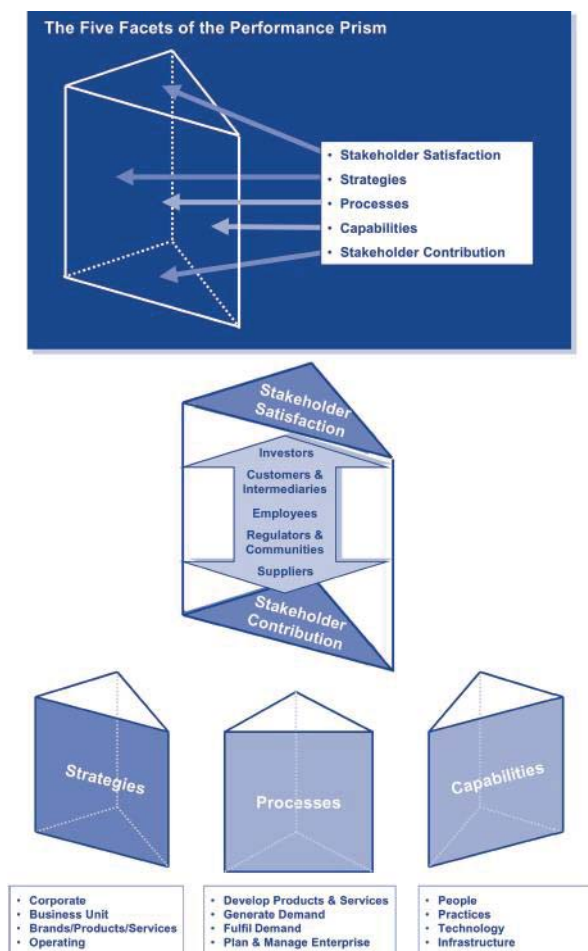 The Five Facets of the Performance Prism
• Stakeholder Satisfaction
• Strategies
• Processes
• Capabilities
• Stakeholder Contribution
Stakeholder
Satisfaction
Investors
Customers &
Intermediaries
Employees
Regulators &
Communities
Suppliers
Stakeholder
Contribution
Strategies
Processes
Capabilities
• Corporate
• Business Unit
• Brands/Products/Services
• Operating
• Develop Products & Services
• Generate Demand
• Fulfil Demand
• Plan & Manage Enterprise
• People
• Practices
• Technology
• Infrastructure